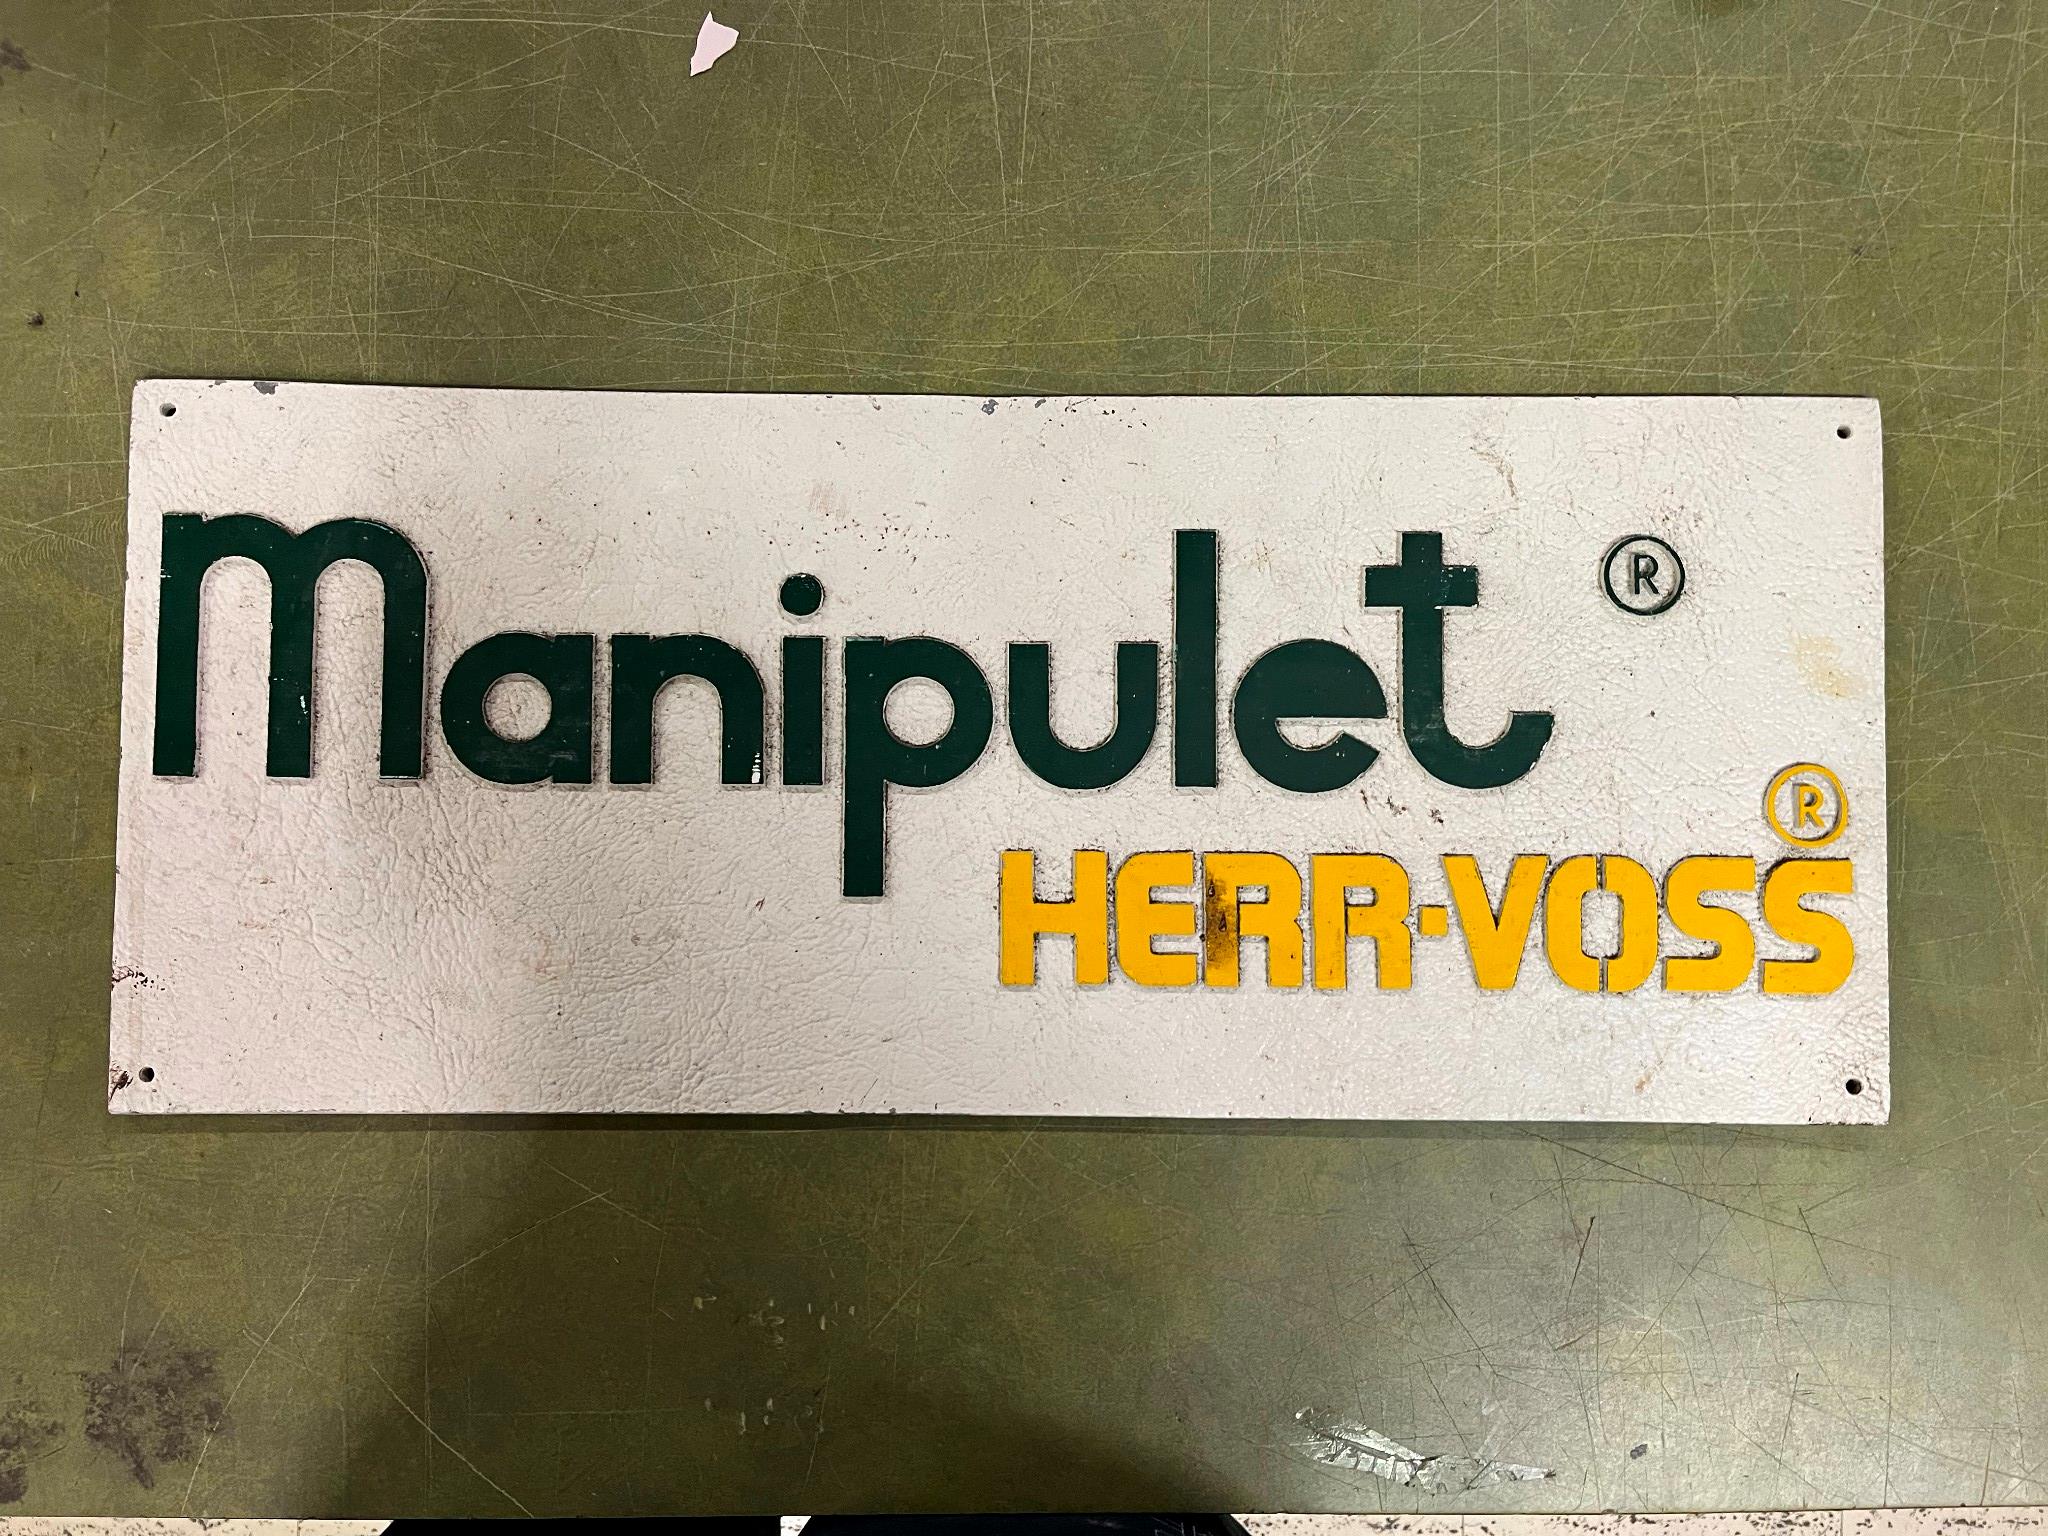 Manipulet ®
HERR-VOSS ®